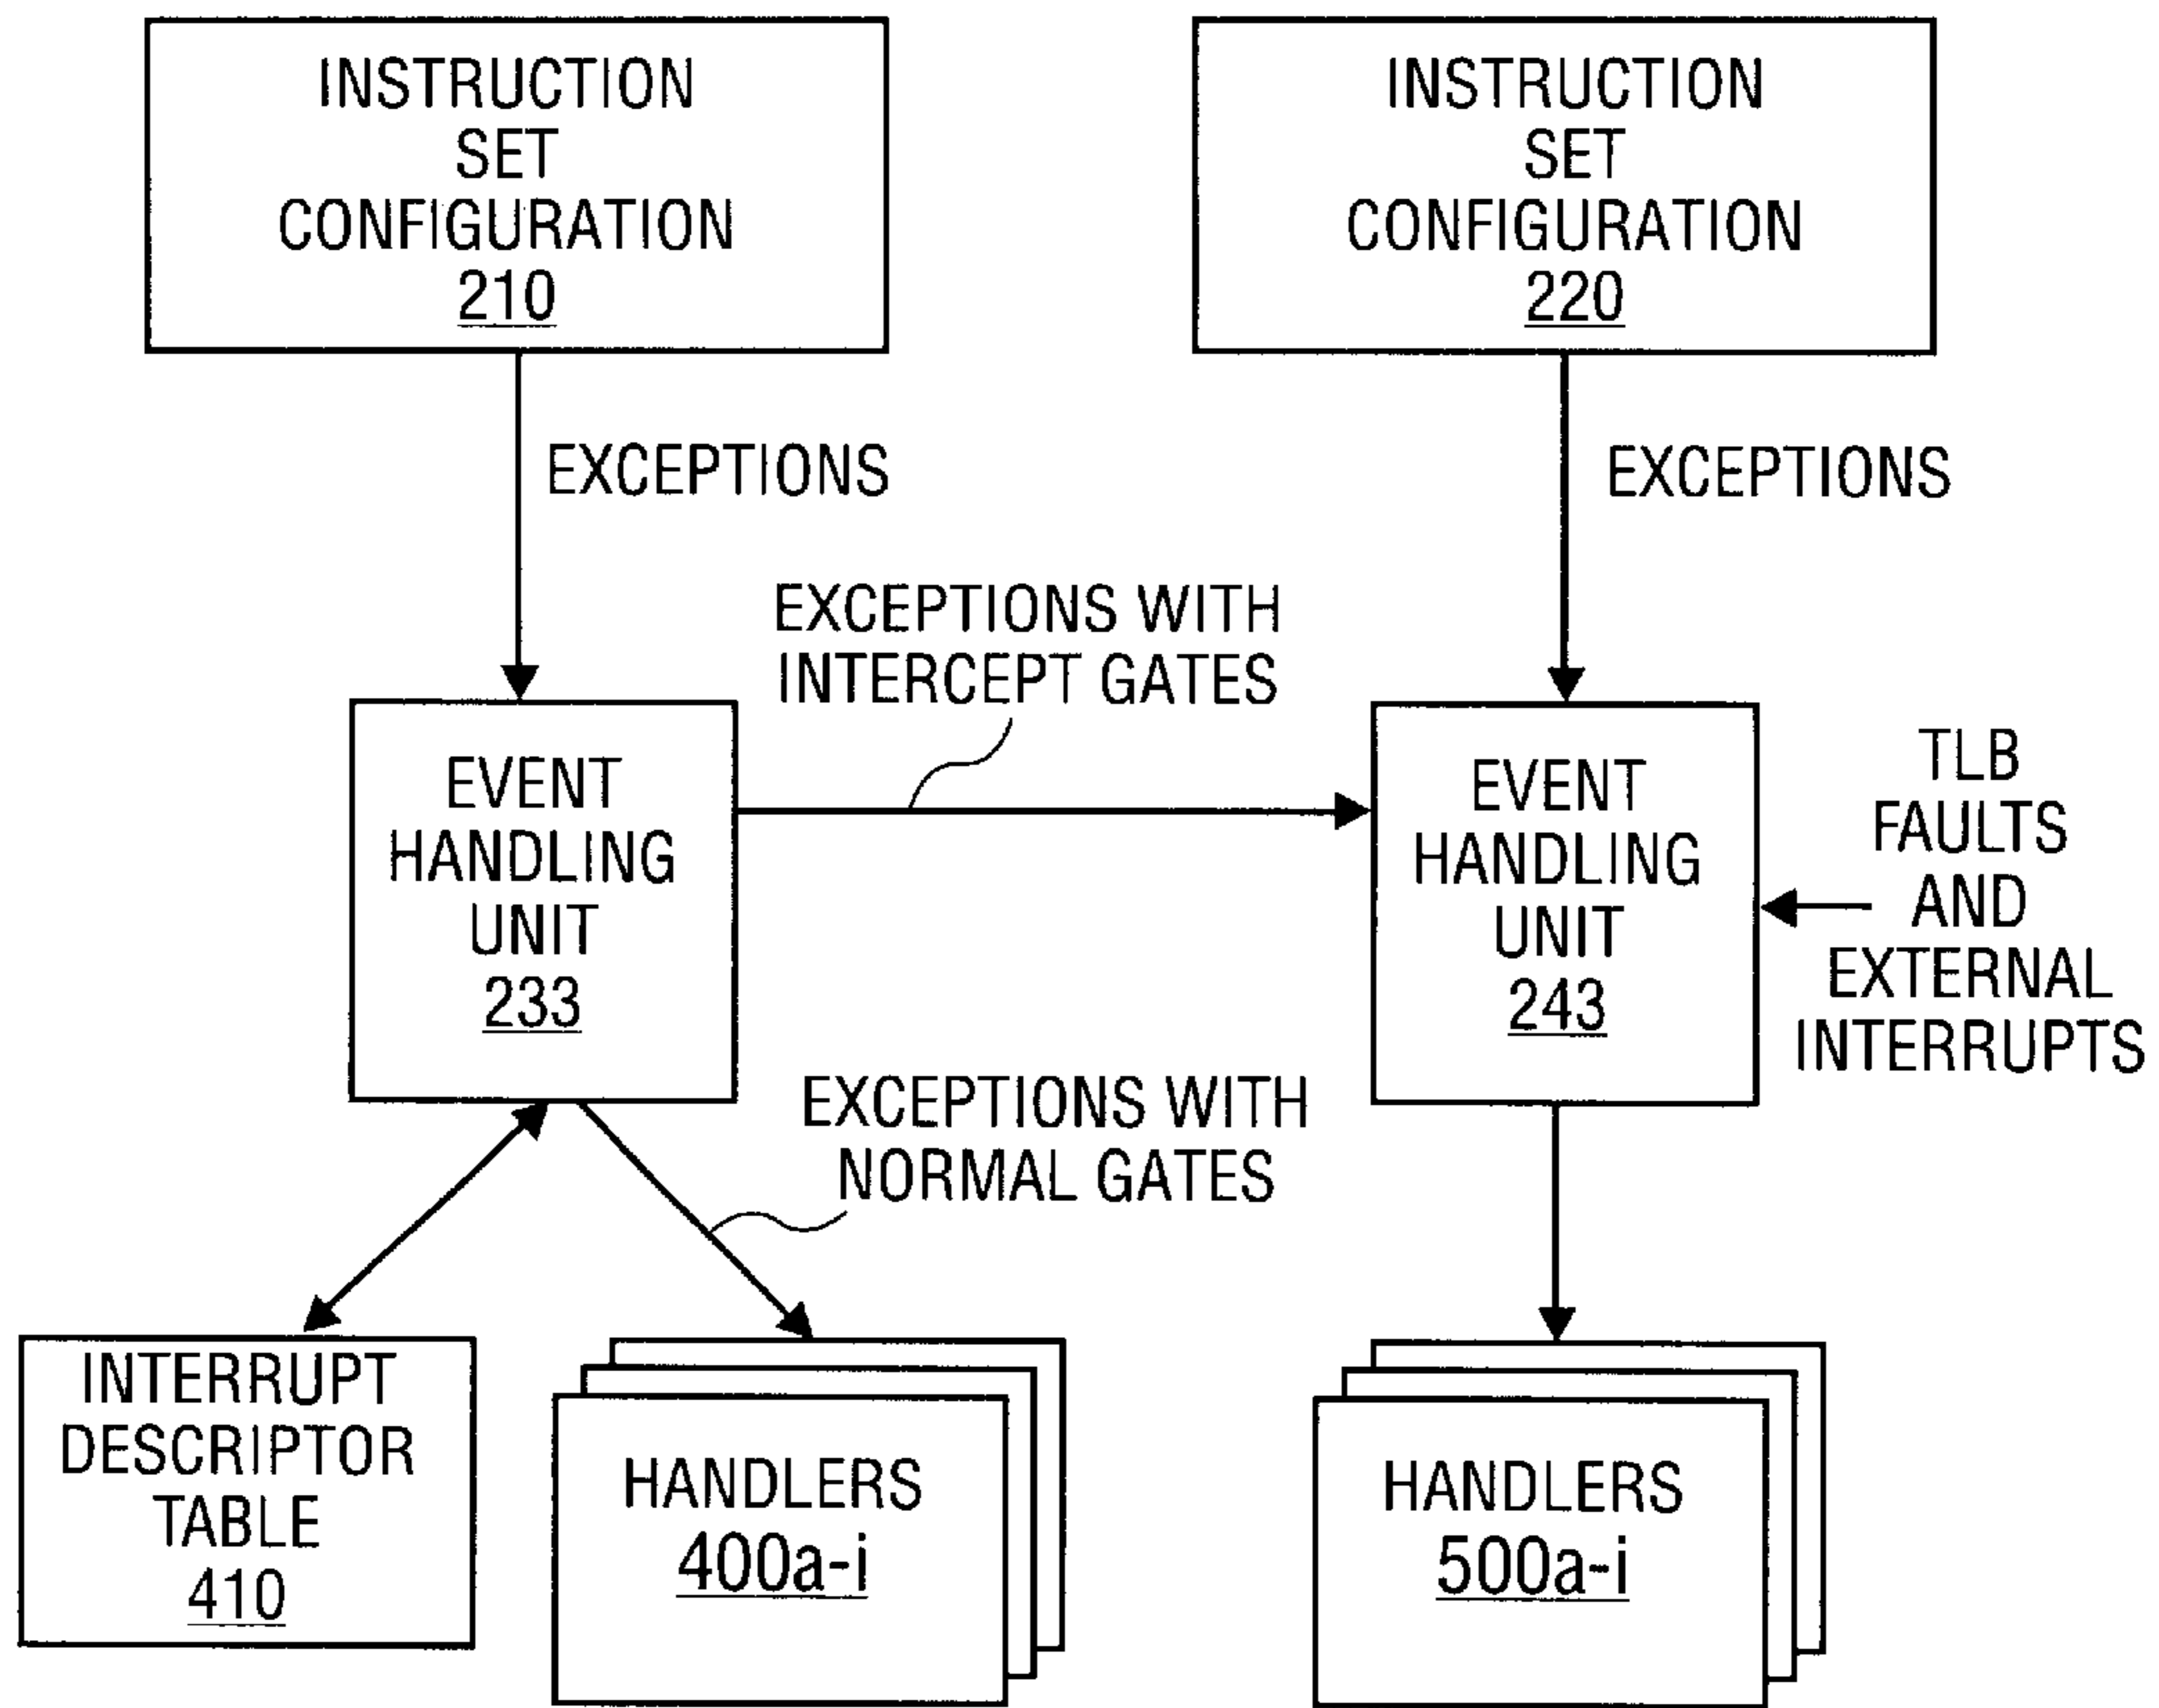 INSTRUCTION
SET
CONFIGURATION
210
INSTRUCTION
SET
CONFIGURATION
220
EXCEPTIONS
EXCEPTIONS
EXCEPTIONS WITH
INTERCEPT GATES
EVENT
HANDLING
UNIT
233
EVENT
HANDLING
UNIT
243
TLB
FAULTS
AND
EXTERNAL
INTERRUPTS
EXCEPTIONS WITH
NORMAL GATES
INTERRUPT
DESCRIPTOR
TABLE
410
HANDLERS
400a-i
HANDLERS
500a-i